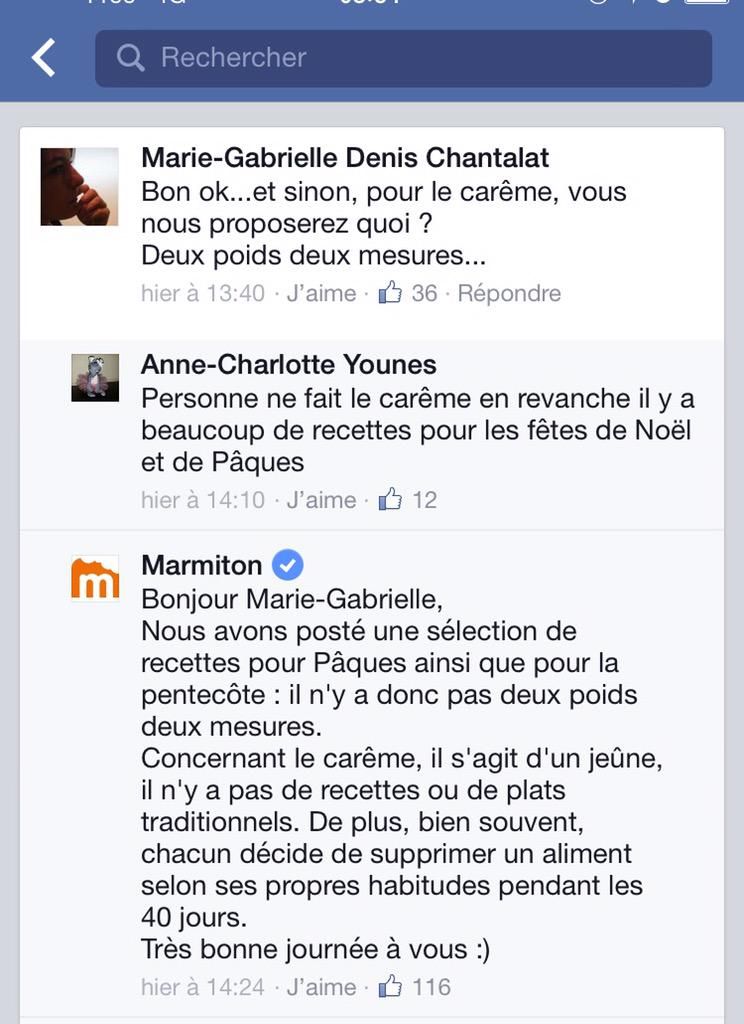 Rechercher
Marie-Gabrielle Denis Chantalat
Bon ok...et sinon, pour le carême, vous
nous proposerez quoi ?
Deux poids deux mesures...
hier à 13:40 · J'aime · 36 · Répondre
Anne-Charlotte Younes
Personne ne fait le carême en revanche il y a
beaucoup de recettes pour les fêtes de Noël
et de Pâques
hier à 14:10 · J'aime · 12
m
Marmiton
Bonjour Marie-Gabrielle,
Nous avons posté une sélection de
recettes pour Pâques ainsi que pour la
pentecôte : il n'y a donc pas deux poids
deux mesures.
Concernant le carême, il s'agit d'un jeûne,
il n'y a pas de recettes ou de plats
traditionnels. De plus, bien souvent,
chacun décide de supprimer un aliment
selon ses propres habitudes pendant les
40 jours.
Très bonne journée à vous :)
hier à 14:24 · J'aime · 116